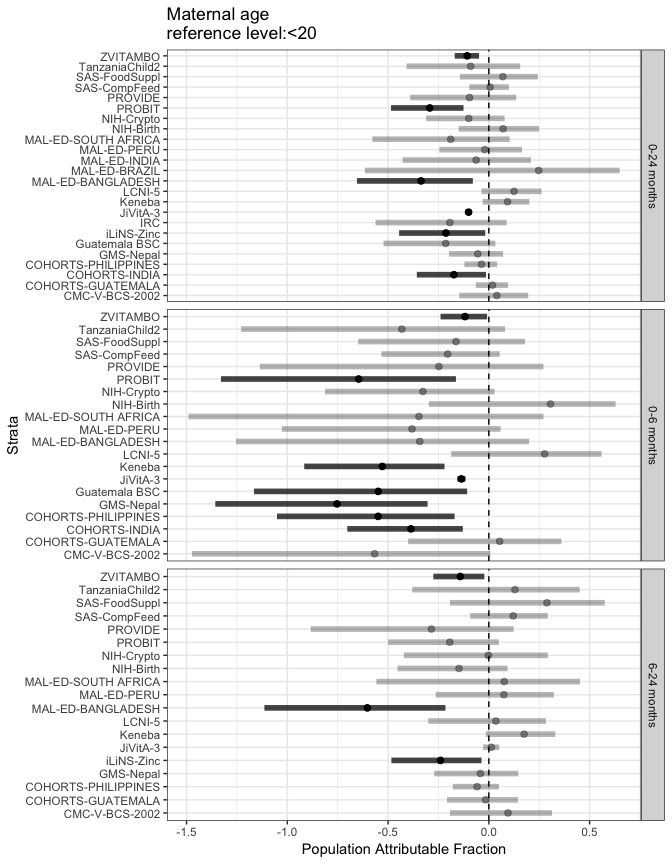 Maternal age
reference level:<20
ZVITAMBO
TanzaniaChild2
SAS-FoodSuppl
SAS-CompFeed
PROVIDE
PROBIT
NIH-Crypto
NIH-Birth
MAL-ED-SOUTH AFRICA
MAL-ED-PERU
MAL-ED-INDIA
MAL-ED-BRAZIL
MAL-ED-BANGLADESH
LCNI-5
Keneba
JiVitA-3
IRC
iLiNS-Zinc
Guatemala BSC
GMS-Nepal
COHORTS-PHILIPPINES
COHORTS-INDIA
COHORTS-GUATEMALA
CMC-V-BCS-2002
0-24 months
ZVITAMBO
TanzaniaChild2
SAS-FoodSuppl
SAS-CompFeed
PROVIDE
PROBIT
NIH-Crypto
NIH-Birth
MAL-ED-SOUTH AFRICA
MAL-ED-PERU
MAL-ED-BANGLADESH
LCNI-5
Keneba
JiVitA-3
Guatemala BSC
GMS-Nepal
COHORTS-PHILIPPINES
COHORTS-INDIA
COHORTS-GUATEMALA
CMC-V-BCS-2002
0-6 months
Strata
ZVITAMBO
TanzaniaChild2
SAS-FoodSuppl
SAS-CompFeed
PROVIDE
PROBIT
NIH-Crypto
NIH-Birth
MAL-ED-SOUTH AFRICA
MAL-ED-PERU
MAL-ED-BANGLADESH
LCNI-5
Keneba
JiVitA-3
iLiNS-Zinc
GMS-Nepal
COHORTS-PHILIPPINES
COHORTS-GUATEMALA
CMC-V-BCS-2002
6-24 months
-1.5 -1.0 -0.5 0.0 0.5
Population Attributable Fraction